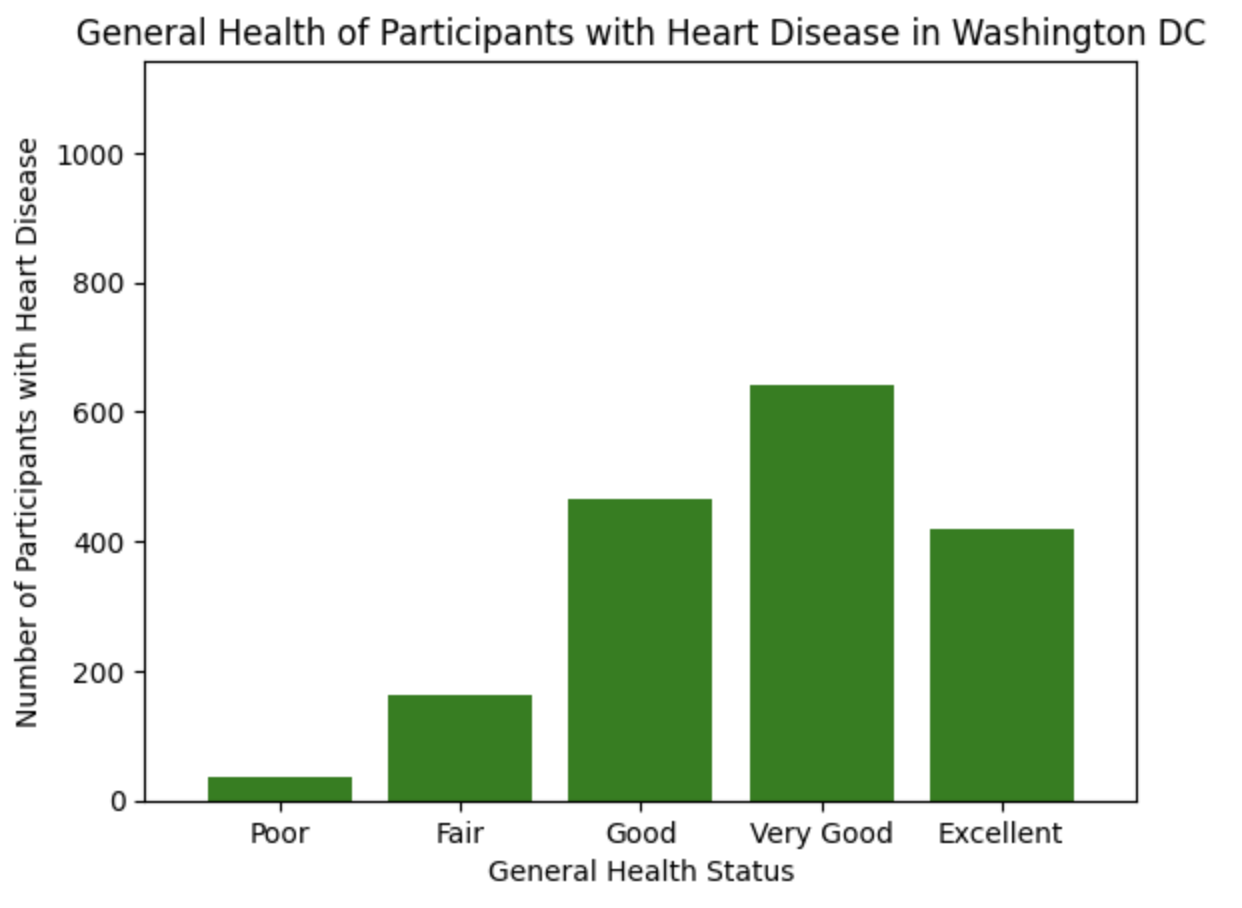 General Health of Participants with Heart Disease in Washington DC
Number of Participants with Heart Disease
1000
800
600
400
200
0
Poor Fair Good Very Good Excellent
General Health Status